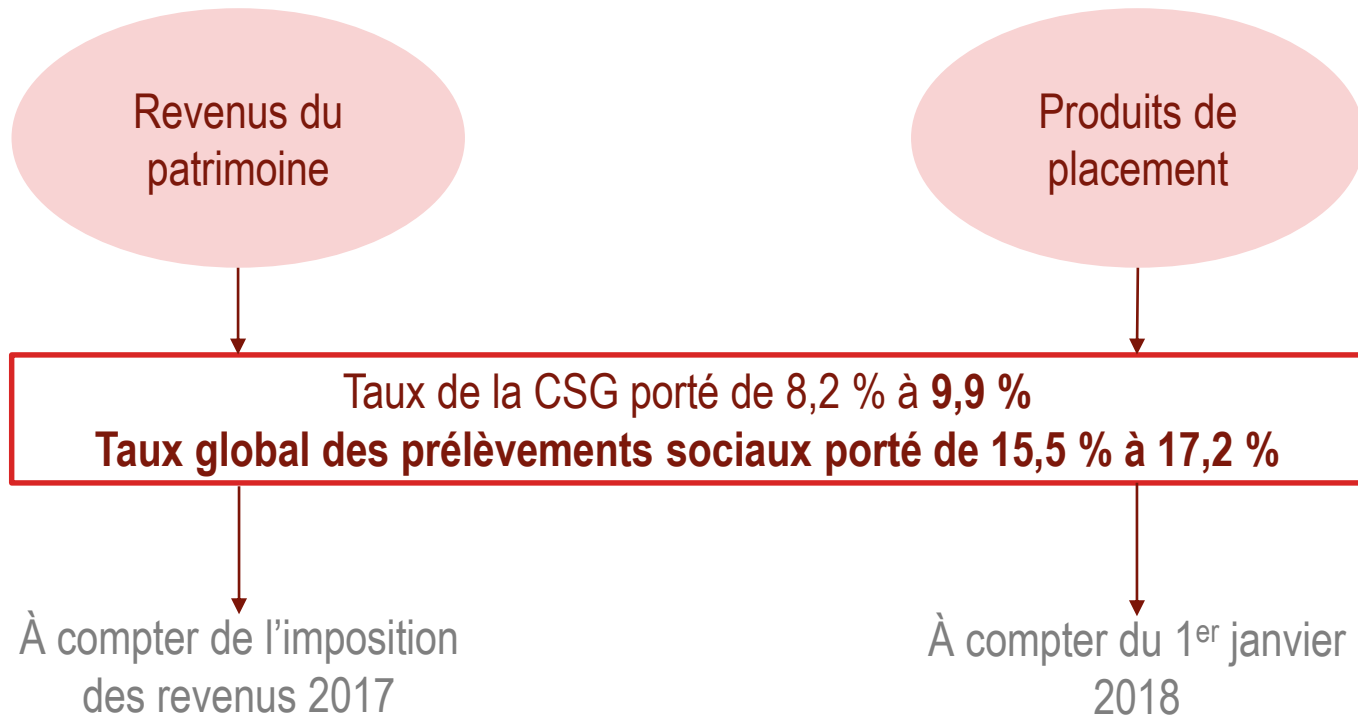 Revenus du
patrimoine
Produits de
placement
Taux de la CSG porté de 8,2 % à 9,9 %
Taux global des prélèvements sociaux porté de 15,5 % à 17,2 %
À compter de l’imposition
des revenus 2017
À compter du 1er janvier
2018